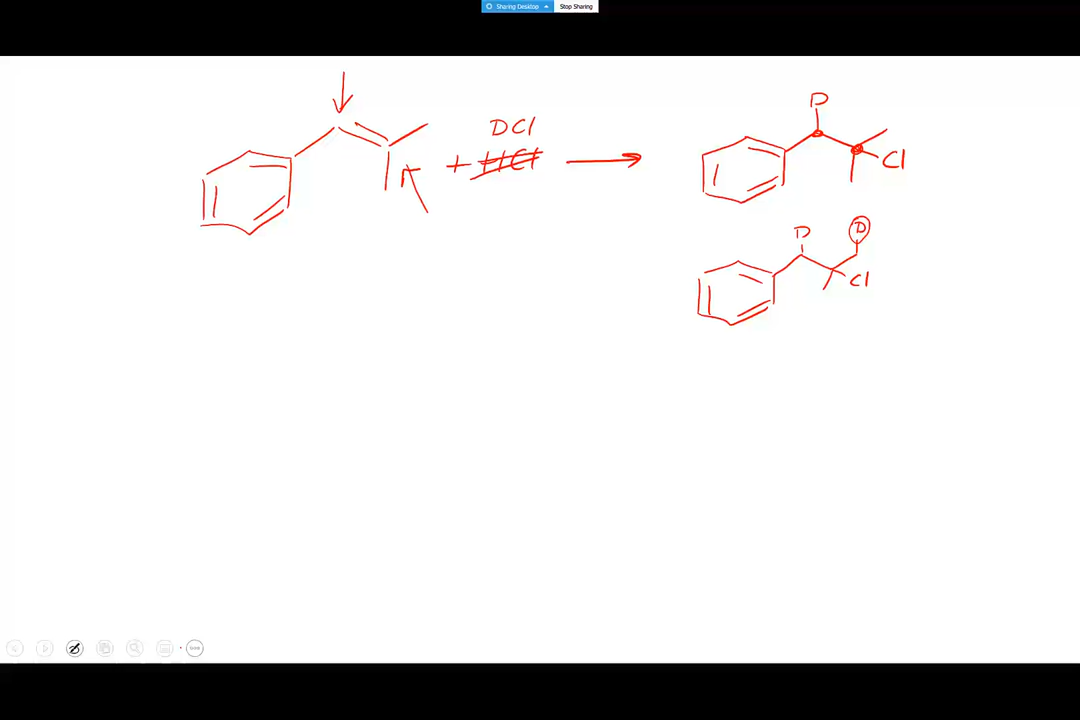 Sharing Desktop Stop Sharing
DCl
+ HCl
D
Cl
D D
Cl